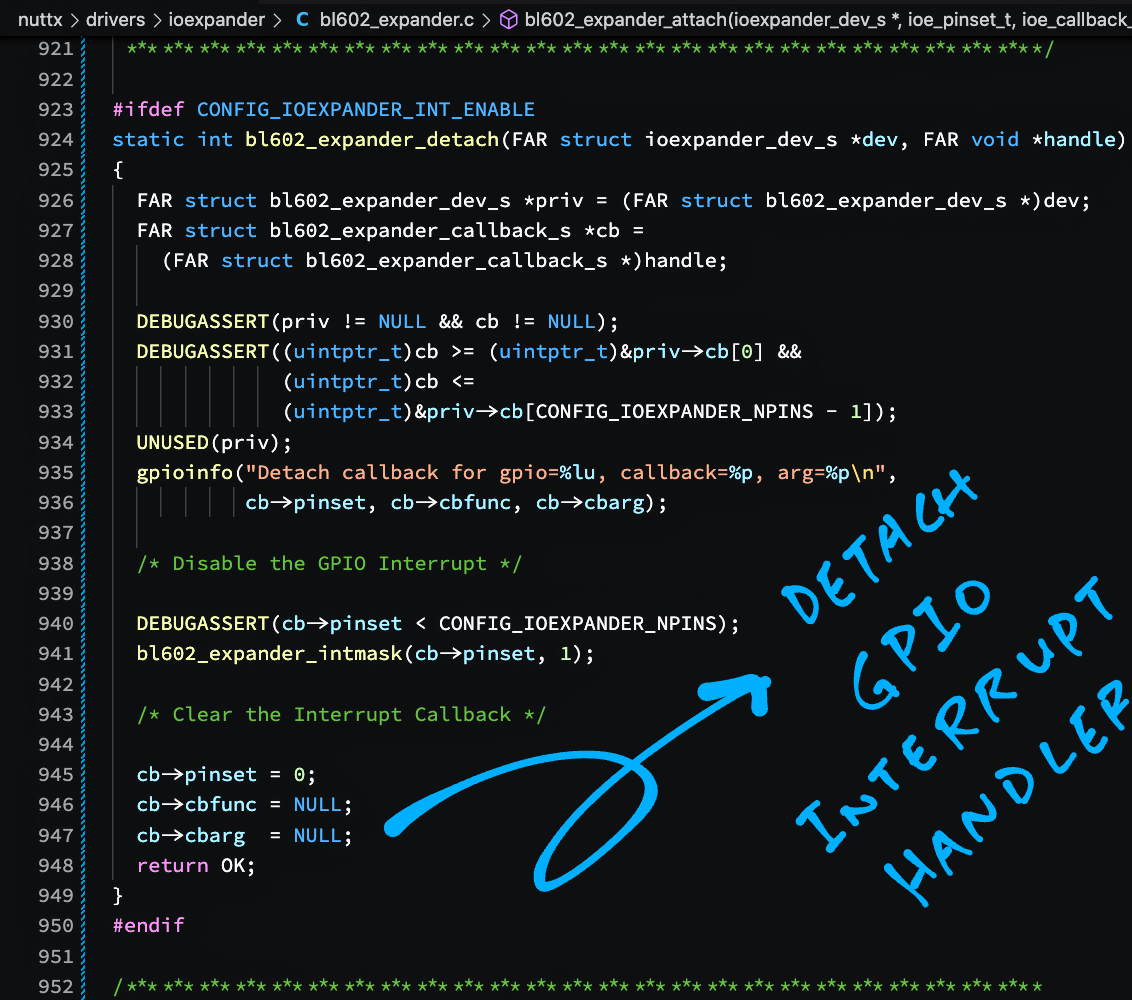 nuttx > drivers > ioexpander > C bl602_expander.c > bl602_expander_attach(ioexpander_dev_s *, ioe_pinset_t, ioe_callback_
921 ****************************************************************************/
922
923 #ifdef CONFIG_IOEXPANDER_INT_ENABLE
924 static int bl602_expander_detach(FAR struct ioexpander_dev_s *dev, FAR void *handle)
925 {
926   FAR struct bl602_expander_dev_s *priv = (FAR struct bl602_expander_dev_s *)dev;
927   FAR struct bl602_expander_callback_s *cb =
928     (FAR struct bl602_expander_callback_s *)handle;
929
930   DEBUGASSERT(priv != NULL && cb != NULL);
931   DEBUGASSERT((uintptr_t)cb >= (uintptr_t)&priv->cb[0] &&
932               (uintptr_t)cb <=
933               (uintptr_t)&priv->cb[CONFIG_IOEXPANDER_NPINS - 1]);
934   UNUSED(priv);
935   gpioinfo("Detach callback for gpio=%lu, callback=%p, arg=%p\n",
936            cb->pinset, cb->cbfunc, cb->cbarg);
937
938   /* Disable the GPIO Interrupt */
939
940   DEBUGASSERT(cb->pinset < CONFIG_IOEXPANDER_NPINS);
941   bl602_expander_intmask(cb->pinset, 1);
942
943   /* Clear the Interrupt Callback */
944
945   cb->pinset = 0;
946   cb->cbfunc = NULL;
947   cb->cbarg  = NULL;
948   return OK;
949 }
950 #endif
951
952 /****************************************************************************
DETACH
GPIO
INTERRUPT
HANDLER